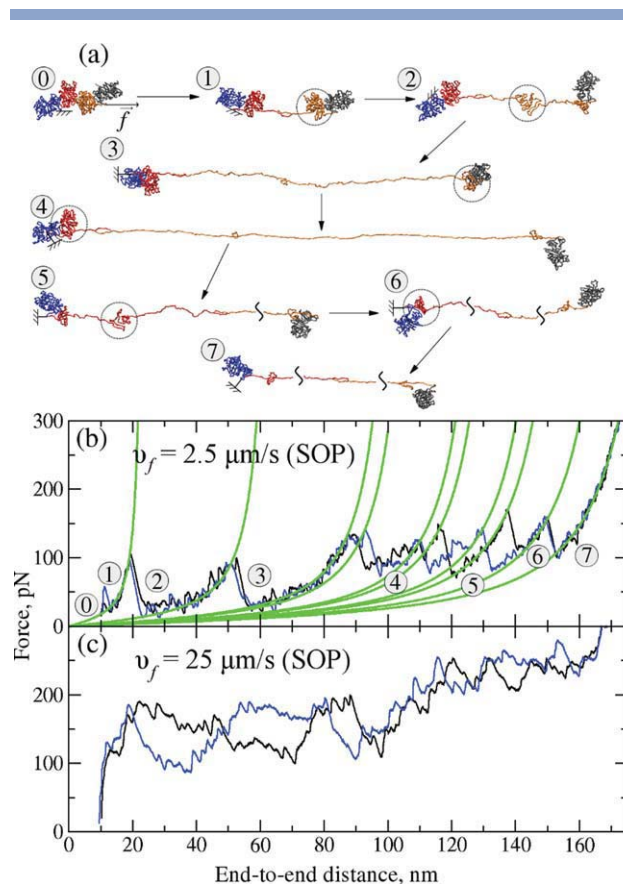 (a)
0
1
2
f
3
4
5
6
7
(b) υf = 2.5 μm/s (SOP)
300
200
100
0
0 1 2 3 4 5 6 7
Force, pN
(c) υf = 25 μm/s (SOP)
200
100
0
0 20 40 60 80 100 120 140 160
End-to-end distance, nm